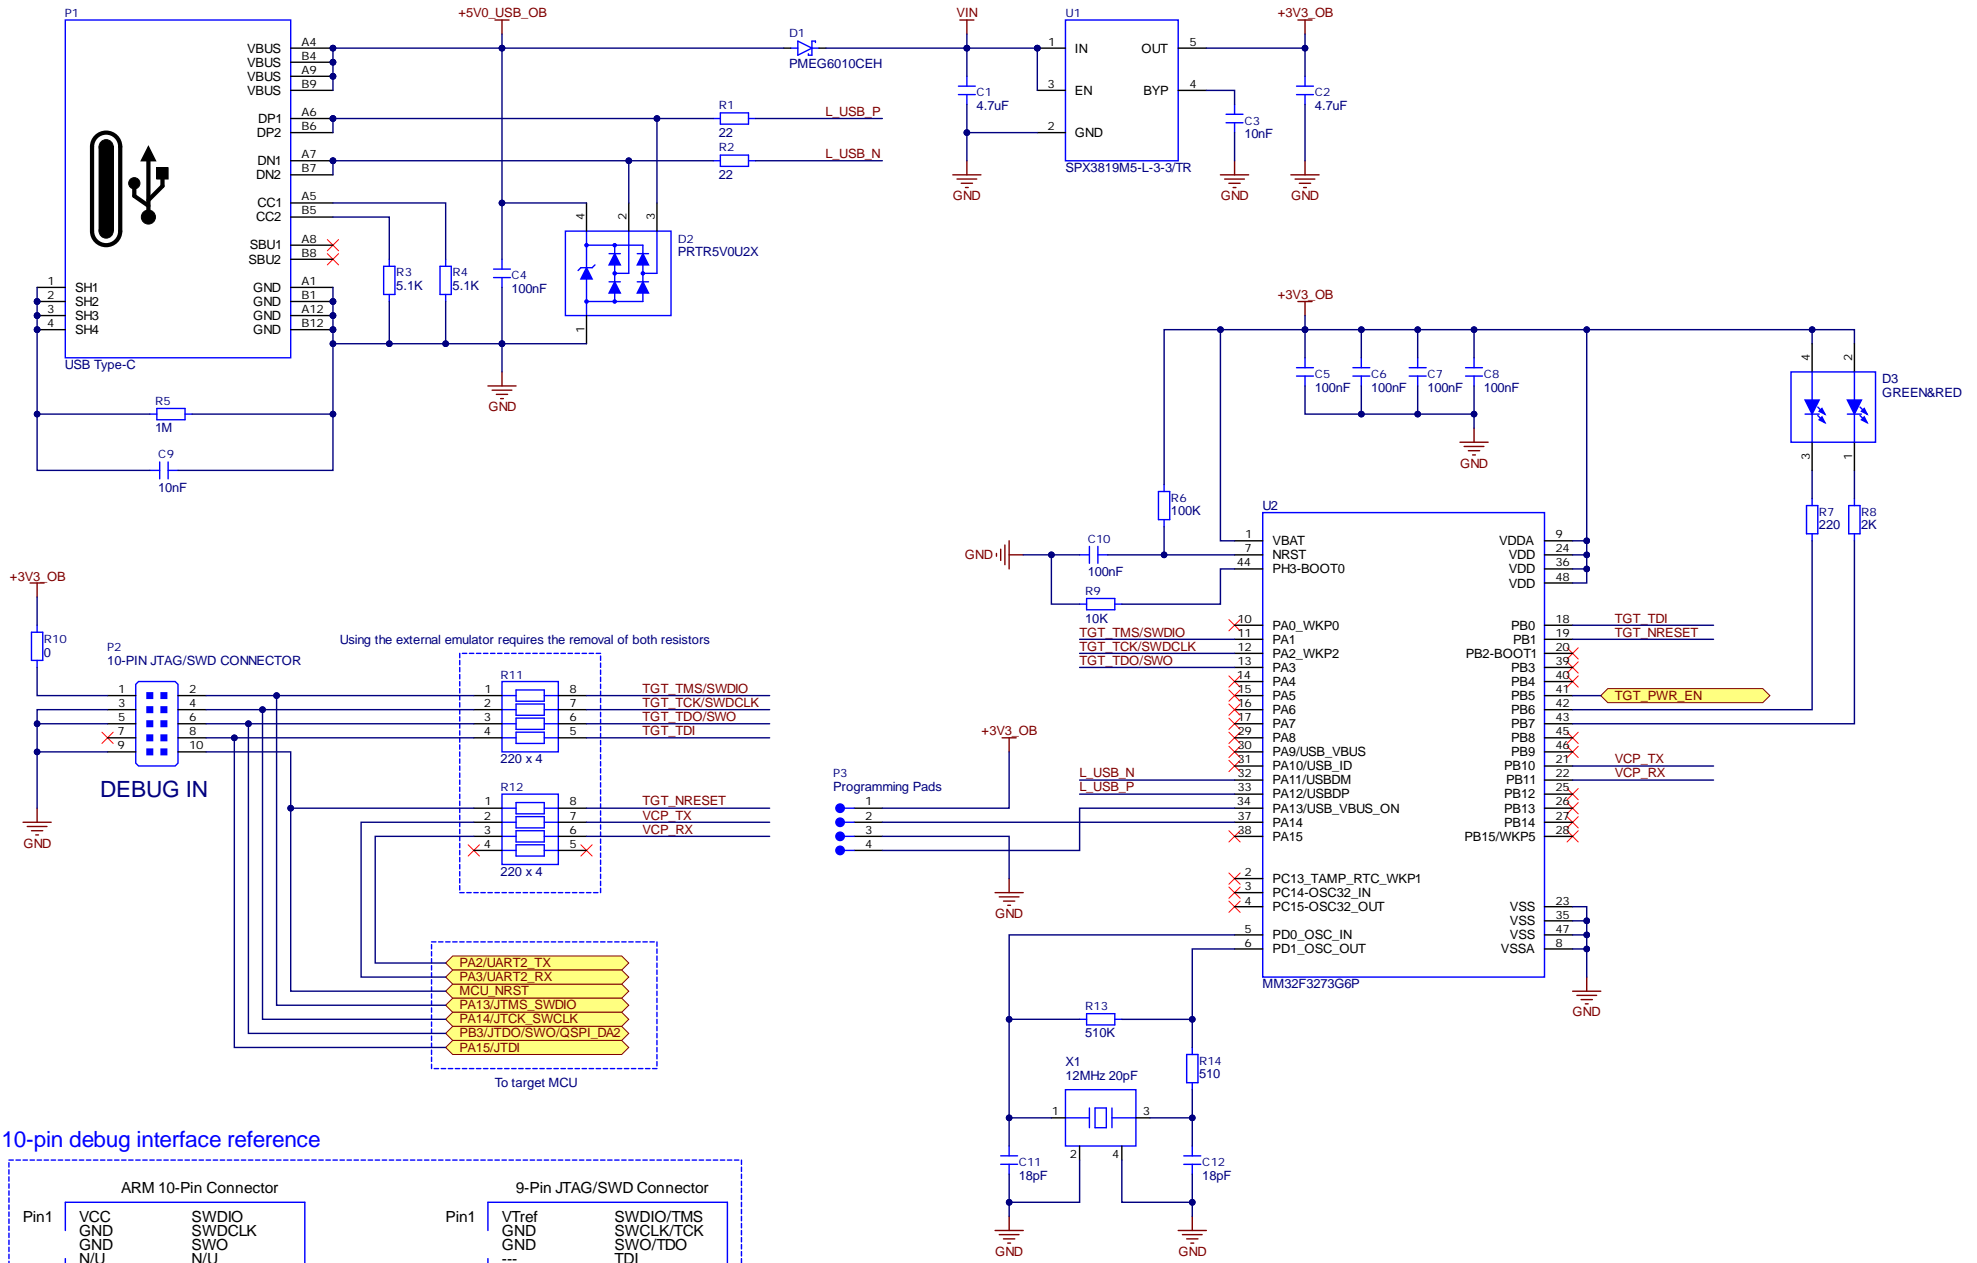 P1
+5V0_USB_OB
VIN
U1
+3V3_OB
D1
PMEG6010CEH
VBUS A4
VBUS B4
VBUS A9
VBUS B9
DP1 A6
DP2 B6
DN1 A7
DN2 B7
CC1 A5
CC2 B5
SBU1 A8
SBU2 B8
GND A1
GND B1
GND A12
GND B12
1 SH1
2 SH2
3 SH3
4 SH4
USB Type-C
R1
22
L_USB_P
R2
22
L_USB_N
1 IN
3 EN
2 GND
OUT 5
BYP 4
SPX3819M5-L-3-3/TR
C1
4.7uF
GND
C3
10nF
GND
C2
4.7uF
GND
R3
5.1K
R4
5.1K
C4
100nF
4
2
3
1
D2
PRTR5V0U2X
GND
R5
1M
C9
10nF
+3V3_OB
C5
100nF
C6
100nF
C7
100nF
C8
100nF
GND
4
2
D3
GREEN&RED
3
1
R7
220
R8
2K
R6
100K
GND
C10
100nF
R9
10K
U2
1 VBAT
7 NRST
44 PH3-BOOT0
10 PA0_WKP0
TGT_TMS/SWDIO 11 PA1
TGT_TCK/SWDCLK 12 PA2_WKP2
TGT_TDO/SWO 13 PA3
14 PA4
15 PA5
16 PA6
17 PA7
29 PA8
30 PA9/USB_VBUS
31 PA10/USB_ID
L_USB_N 32 PA11/USBDM
L_USB_P 33 PA12/USBDP
34 PA13/USB_VBUS_ON
37 PA14
38 PA15
2 PC13_TAMP_RTC_WKP1
3 PC14-OSC32_IN
4 PC15-OSC32_OUT
5 PD0_OSC_IN
6 PD1_OSC_OUT
VDDA 9
VDD 24
VDD 36
VDD 48
PB0 18 TGT_TDI
PB1 19 TGT_NRESET
PB2-BOOT1 20
PB3 39
PB4 40
PB5 41 TGT_PWR_EN
PB6 42
PB7 43
PB8 45
PB9 46
PB10 21 VCP_TX
PB11 22 VCP_RX
PB12 25
PB13 26
PB14 27
PB15/WKP5 28
VSS 23
VSS 35
VSS 47
VSSA 8
MM32F3273G6P
GND
+3V3_OB
R10
0
P2
10-PIN JTAG/SWD CONNECTOR
1 2
3 4
5 6
7 8
9 10
DEBUG IN
GND
Using the external emulator requires the removal of both resistors
R11
1 8 TGT_TMS/SWDIO
2 7 TGT_TCK/SWDCLK
3 6 TGT_TDO/SWO
4 5 TGT_TDI
220 x 4
R12
1 8 TGT_NRESET
2 7 VCP_TX
3 6 VCP_RX
4 5
220 x 4
+3V3_OB
P3
Programming Pads
1
2
3
4
GND
PA2/UART2_TX
PA3/UART2_RX
MCU_NRST
PA13/JTMS_SWDIO
PA14/JTCK_SWCLK
PB3/JTDO/SWO/QSPI_DA2
PA15/JTDI
To target MCU
R13
510K
R14
510
X1
12MHz 20pF
1 3
2 4
C11
18pF
C12
18pF
GND
GND
10-pin debug interface reference
ARM 10-Pin Connector
Pin1 VCC SWDIO
GND SWDCLK
GND SWO
N/U N/U
9-Pin JTAG/SWD Connector
Pin1 VTref SWDIO/TMS
GND SWCLK/TCK
GND SWO/TDO
--- TDI